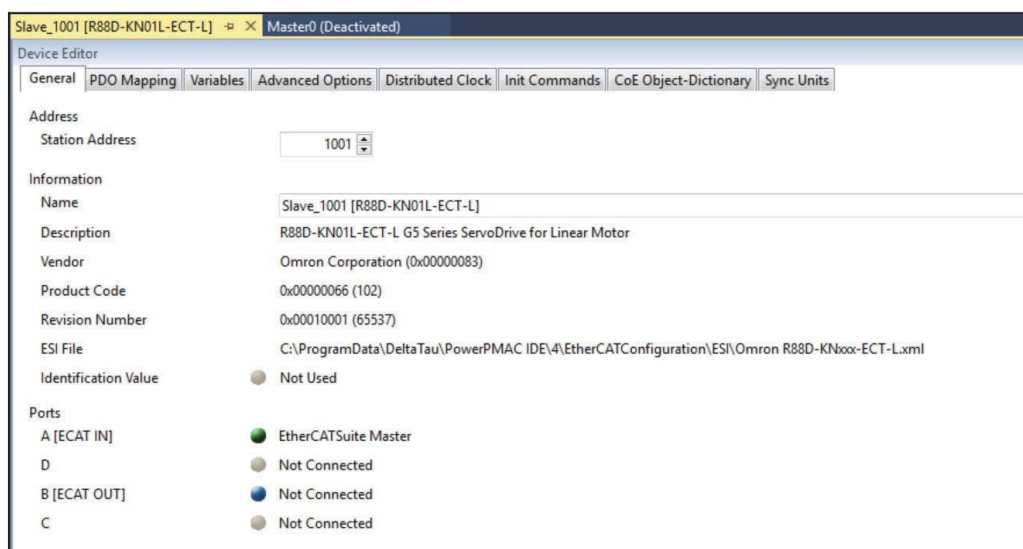 Slave_1001 [R88D-KN01L-ECT-L] Master0 (Deactivated)
Device Editor
General PDO Mapping Variables Advanced Options Distributed Clock Init Commands CoE Object-Dictionary Sync Units
Address
Station Address 1001
Information
Name Slave_1001 [R88D-KN01L-ECT-L]
Description R88D-KN01L-ECT-L G5 Series ServoDrive for Linear Motor
Vendor Omron Corporation (0x00000083)
Product Code 0x00000066 (102)
Revision Number 0x00010001 (65537)
ESI File C:\ProgramData\DeltaTau\PowerPMAC IDE\4\EtherCATConfiguration\ESI\Omron R88D-KNxxx-ECT-L.xml
Identification Value Not Used
Ports
A [ECAT IN] EtherCATSuite Master
D Not Connected
B [ECAT OUT] Not Connected
C Not Connected